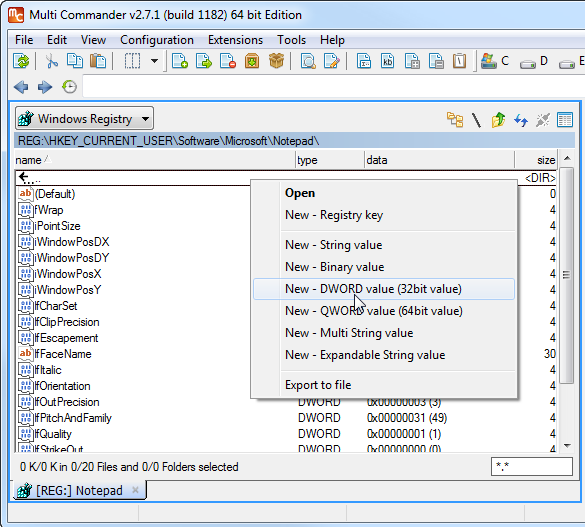 Multi Commander v2.7.1 (build 1182) 64 bit Edition
File Edit View Configuration Extensions Tools Help
C D E
Windows Registry
REG:\HKEY_CURRENT_USER\Software\Microsoft\Notepad\
name type data size
.. <DIR>
(Default) 0
fWrap 4
iPointSize 4
iWindowPosDX 4
iWindowPosDY 4
iWindowPosX 4
iWindowPosY 4
lfCharSet 4
lfClipPrecision 4
lfEscapement 4
lfFaceName 30
lfItalic 4
lfOrientation 4
lfOutPrecision DWORD 0x00000003 (3) 4
lfPitchAndFamily DWORD 0x00000031 (49) 4
lfQuality DWORD 0x00000001 (1) 4
lfStrikeOut DWORD 0x00000000 (0) 4
Open
New - Registry key
New - String value
New - Binary value
New - DWORD value (32bit value)
New - QWORD value (64bit value)
New - Multi String value
New - Expandable String value
Export to file
0 K/0 K in 0/20 Files and 0/0 Folders selected
*.*
[REG:] Notepad